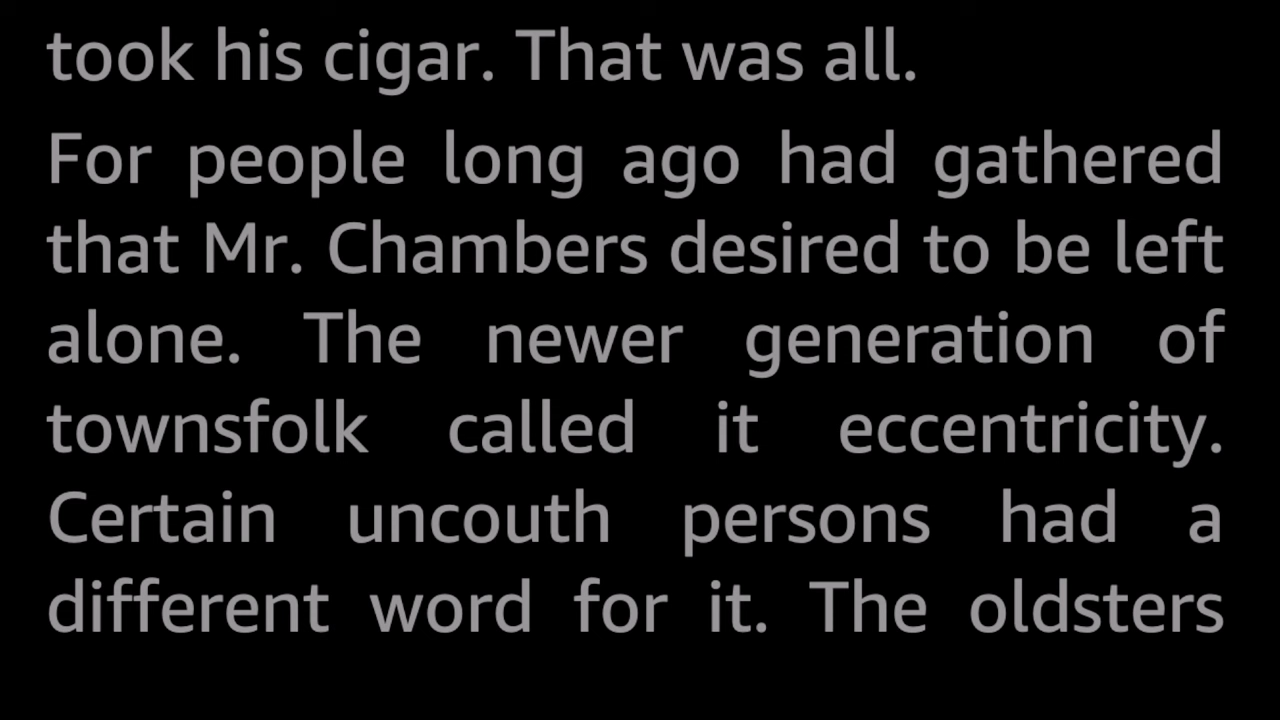 took his cigar. That was all.
For people long ago had gathered
that Mr. Chambers desired to be left
alone. The newer generation of
townsfolk called it eccentricity.
Certain uncouth persons had a
different word for it. The oldsters